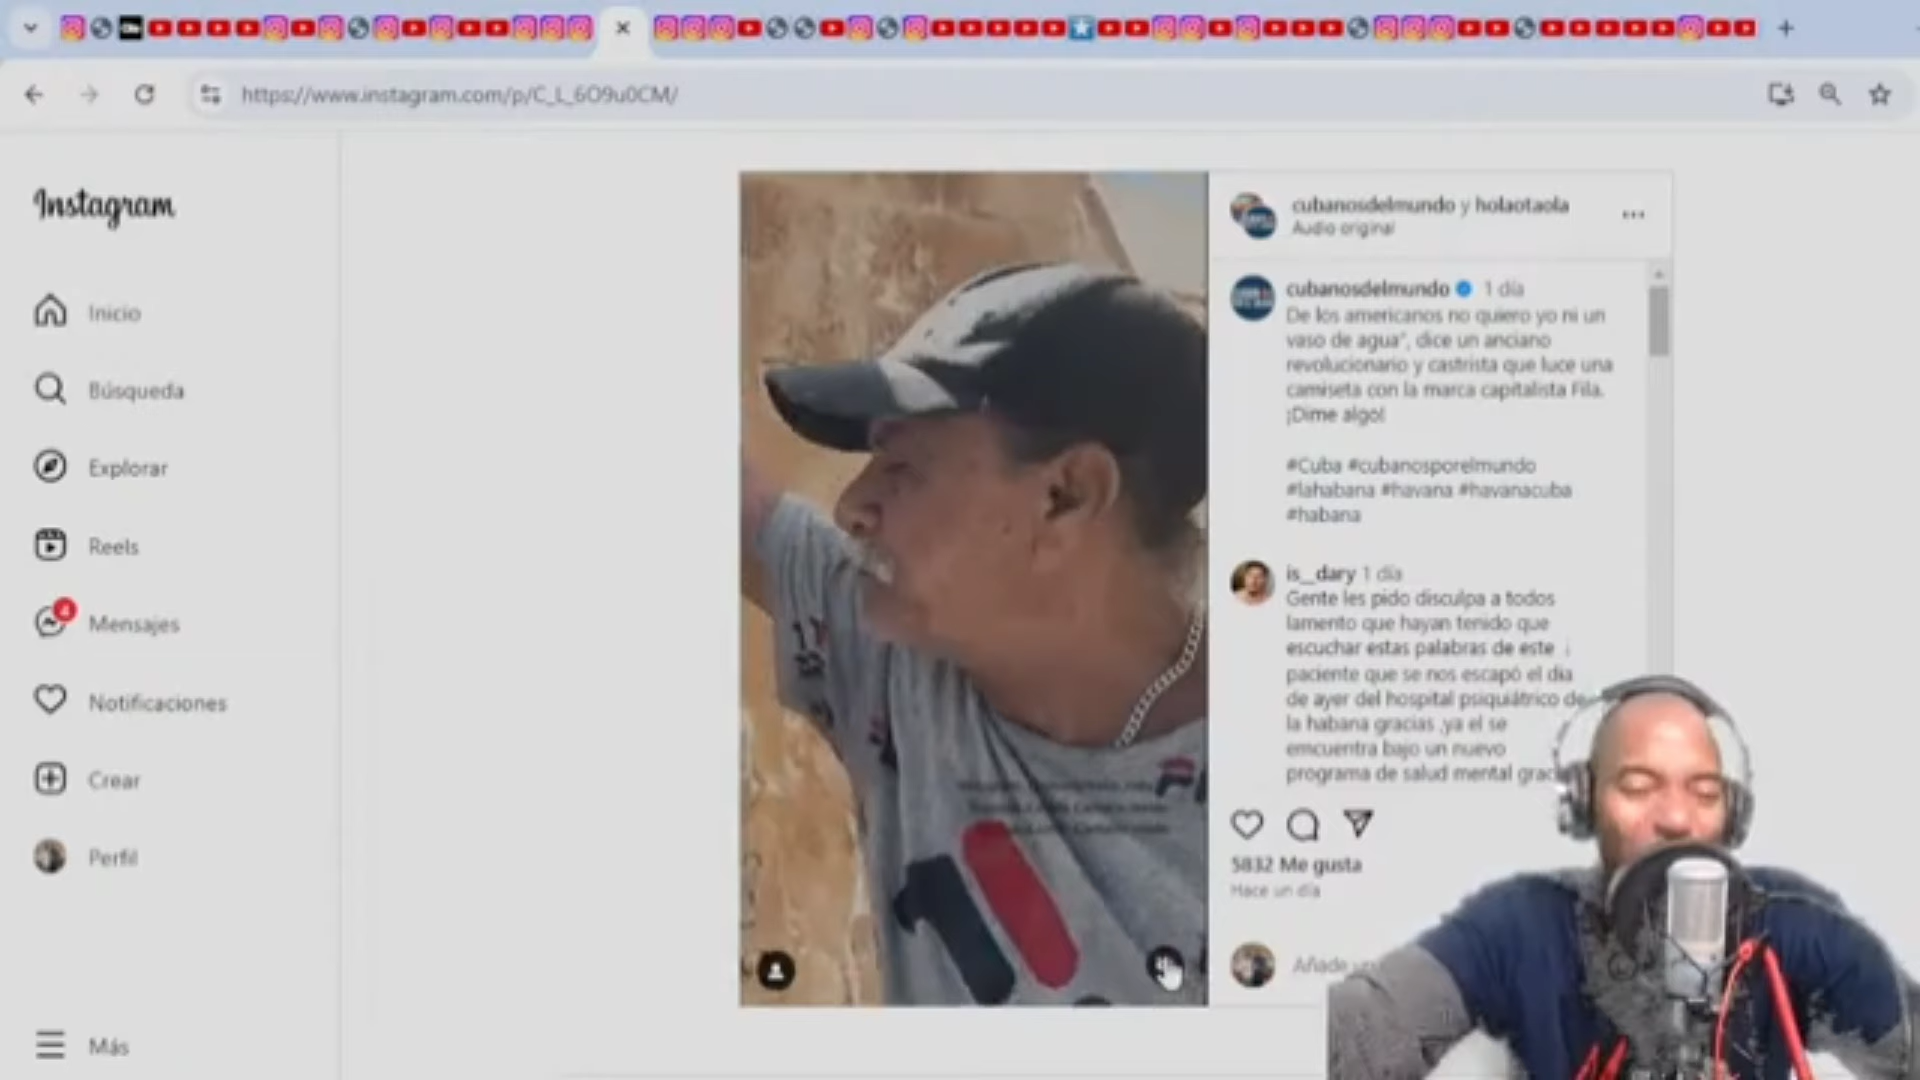 https://www.instagram.com/p/C_L_6O9u0CM/
Instagram
Inicio
Búsqueda
Explorar
Reels
4
Mensajes
Notificaciones
Crear
Perfil
Más
cubanosdelmundo y holaotaola
Audio original
cubanosdelmundo 1 día
De los americanos no quiero yo ni un
vaso de agua", dice un anciano
revolucionario y castrista que luce una
camiseta con la marca capitalista Fila.
¡Dime algo!
#Cuba #cubanosporelmundo
#lahabana #havana #havanacuba
#habana
is__dary 1 día
Gente les pido disculpa a todos
lamento que hayan tenido que
escuchar estas palabras de este
paciente que se nos escapó el día
de ayer del hospital psiquiátrico de
la habana gracias ,ya el se
emcuentra bajo un nuevo
programa de salud mental
5832 Me gusta
Hace un día
Añade